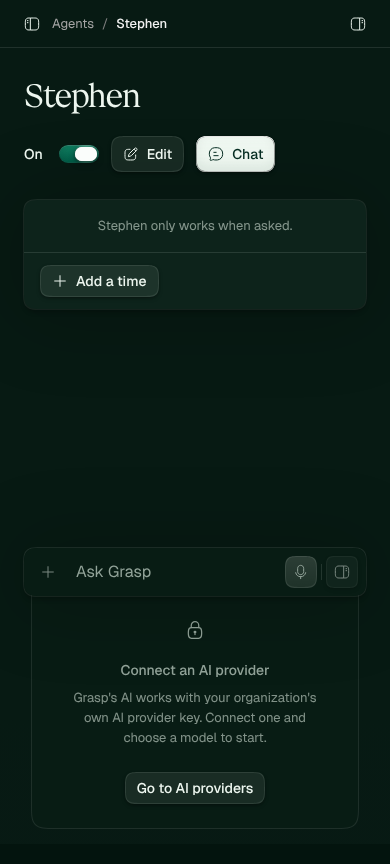 Agents / Stephen
Stephen
On
Edit
Chat
Stephen only works when asked.
Add a time
Ask Grasp
Connect an AI provider
Grasp's AI works with your organization's
own AI provider key. Connect one and
choose a model to start.
Go to AI providers